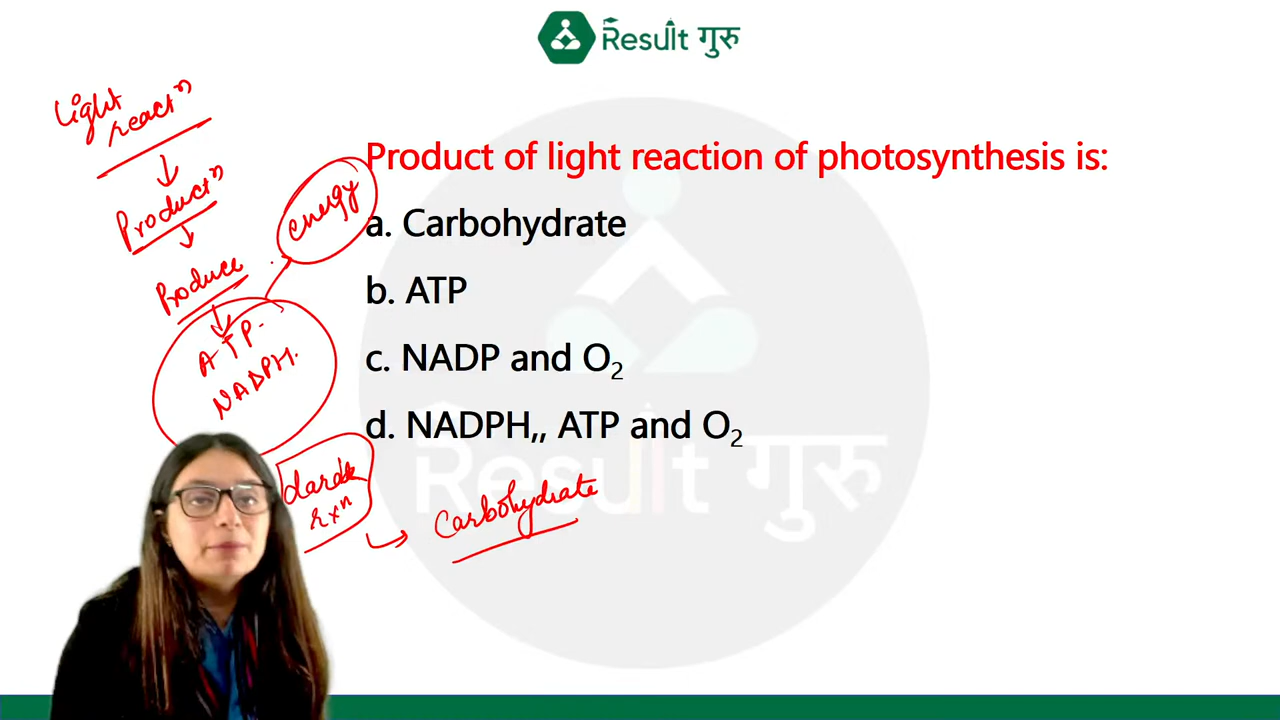 Result गुरु
Light
reactⁿ
Productⁿ
Produce
ATP.
NADPH.
energy
Product of light reaction of photosynthesis is:
a. Carbohydrate
b. ATP
c. NADP and O₂
d. NADPH,, ATP and O₂
dark
rxⁿ
Carbohydrate
Result गुरु